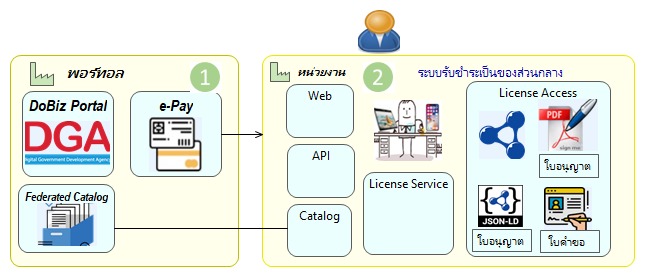 พอร์ทอล
1
DoBiz Portal
DGA
Digital Government Development Agency
e-Pay
Federated Catalog
หน่วยงาน
2
ระบบรับชำระเป็นของส่วนกลาง
Web
API
Catalog
License Service
License Access
PDF
sign me...
ใบอนุญาต
JSON-LD
ใบอนุญาต
ใบคำขอ